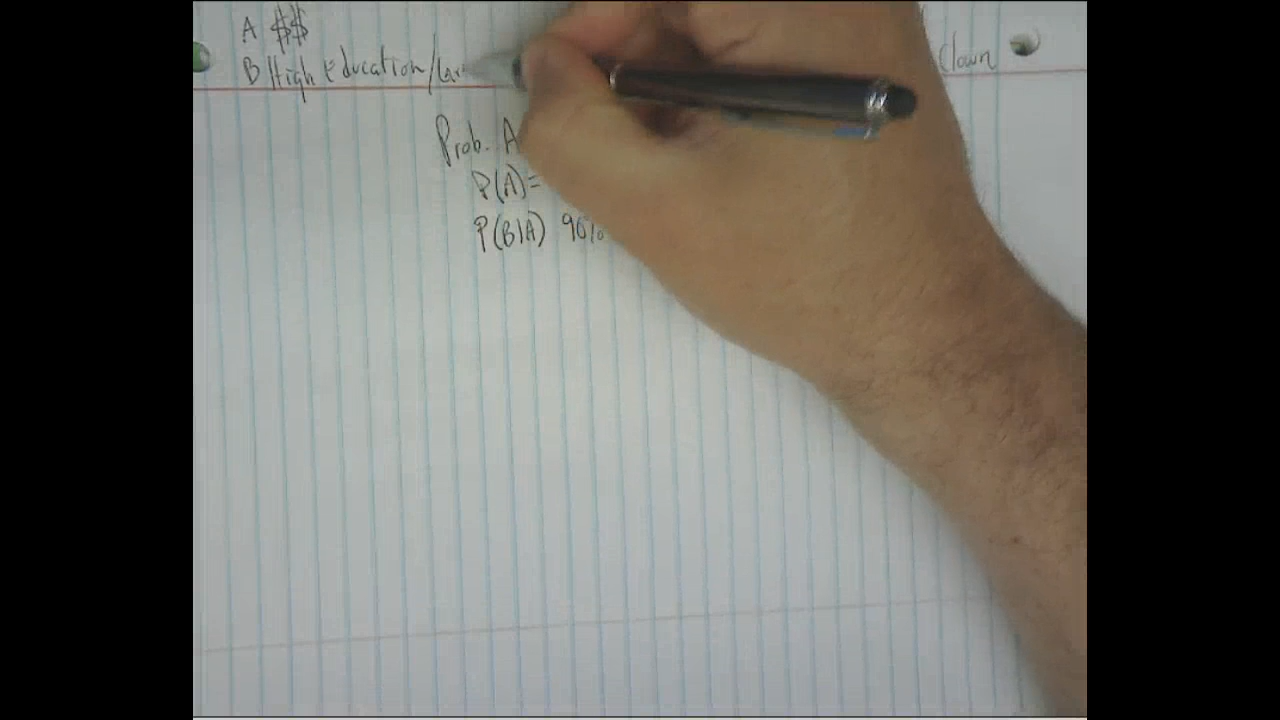 A $$
B High education/
Clown
Prob. A
P(A)=
P(B|A) 90%